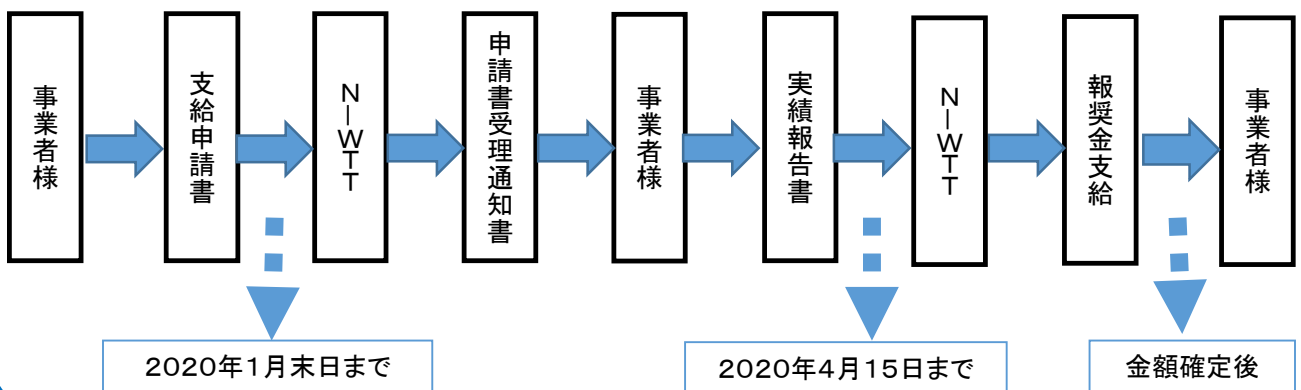 事業者様
支給申請書
N-WTT
申請書受理通知書
事業者様
実績報告書
N-WTT
報奨金支給
事業者様
2020年1月末日まで
2020年4月15日まで
金額確定後